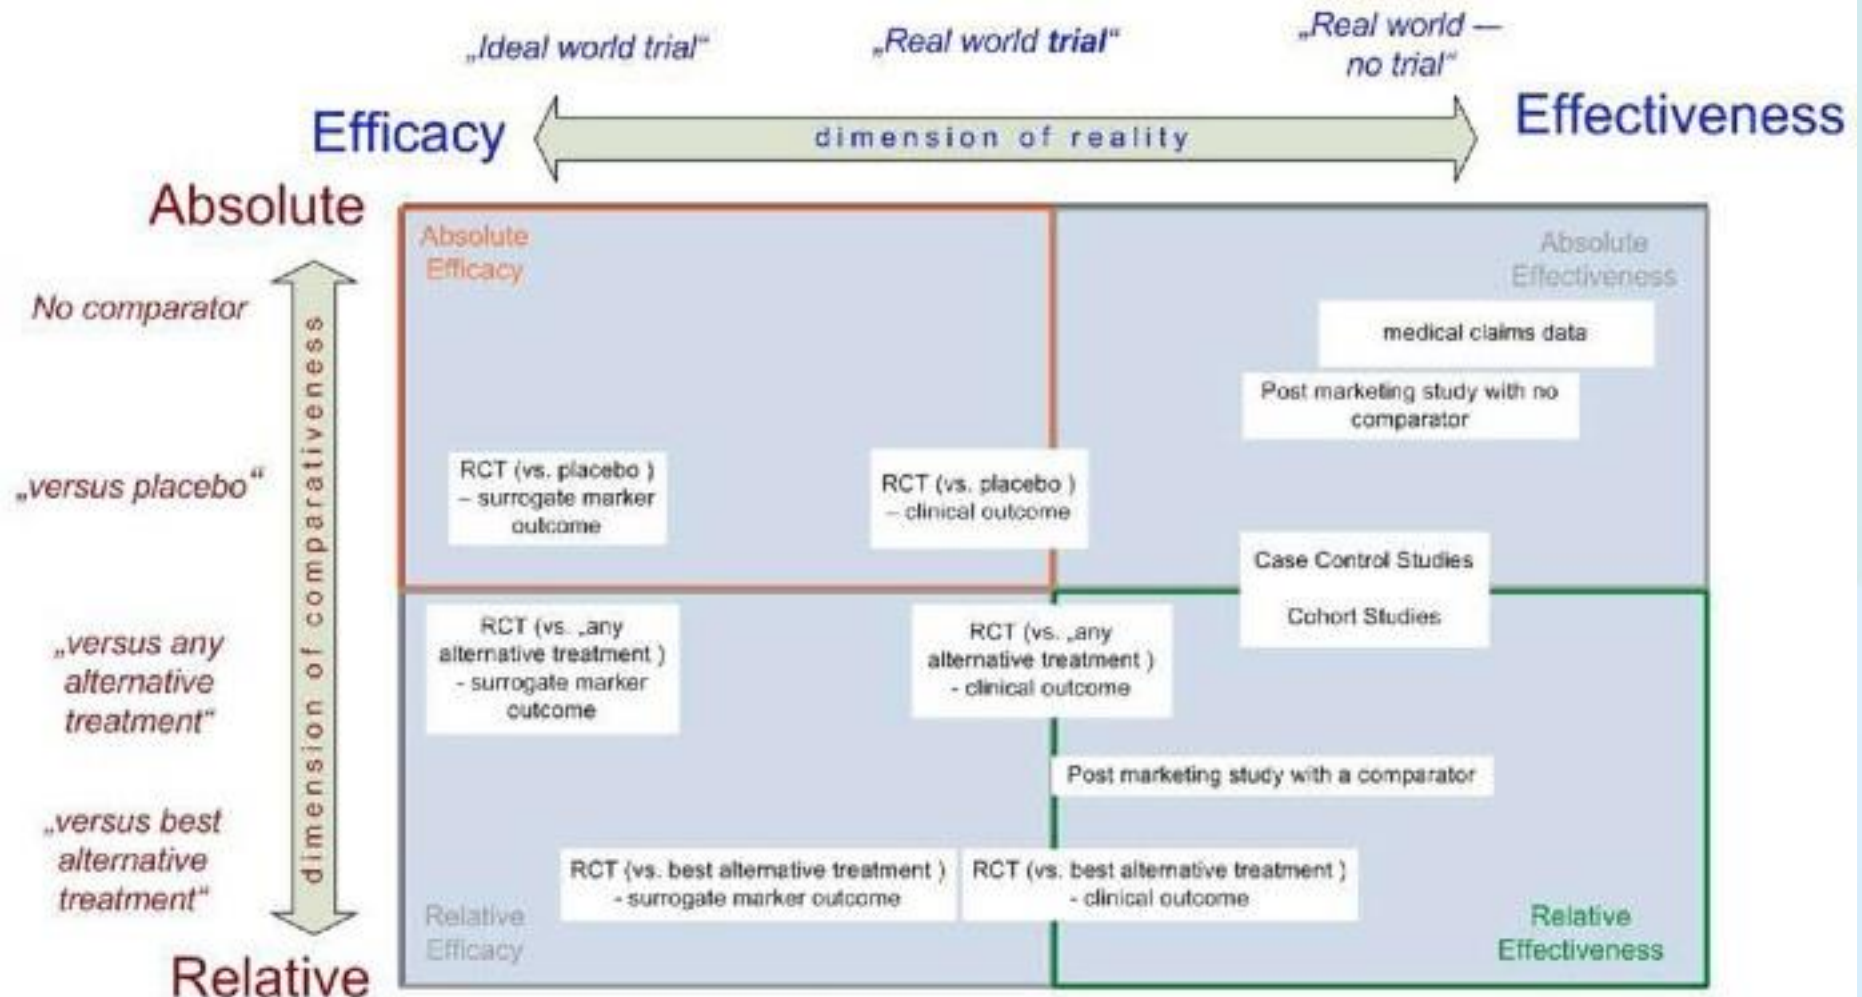 „Ideal world trial“
„Real world trial“
„Real world —
no trial“
Efficacy
dimension of reality
Effectiveness
Absolute
No comparator
„versus placebo“
„versus any
alternative
treatment“
„versus best
alternative
treatment“
Relative
dimension of comparativeness
Absolute
Efficacy
Absolute
Effectiveness
medical claims data
Post marketing study with no
comparator
RCT (vs. placebo )
– surrogate marker
outcome
RCT (vs. placebo )
– clinical outcome
Case Control Studies
Cohort Studies
RCT (vs. „any
alternative treatment )
- surrogate marker
outcome
RCT (vs. „any
alternative treatment )
- clinical outcome
Post marketing study with a comparator
RCT (vs. best alternative treatment )
- surrogate marker outcome
RCT (vs. best alternative treatment )
- clinical outcome
Relative
Efficacy
Relative
Effectiveness